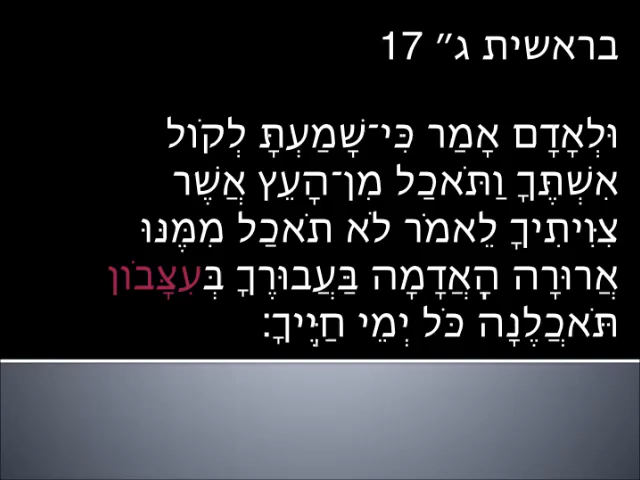 בראשית ג״ 17
וּלְאָדָם אָמַר כִּי־שָׁמַעְתָּ לְקוֹל
אִשְׁתֶּךָ וַתֹּאכַל מִן־הָעֵץ אֲשֶׁר
צִוִּיתִיךָ לֵאמֹר לֹא תֹאכַל מִמֶּנּוּ
אֲרוּרָה הָאֲדָמָה בַּעֲבוּרֶךָ בְּעִצָּבוֹן
תֹּאכֲלֶנָה כֹּל יְמֵי חַיֶּיךָ׃